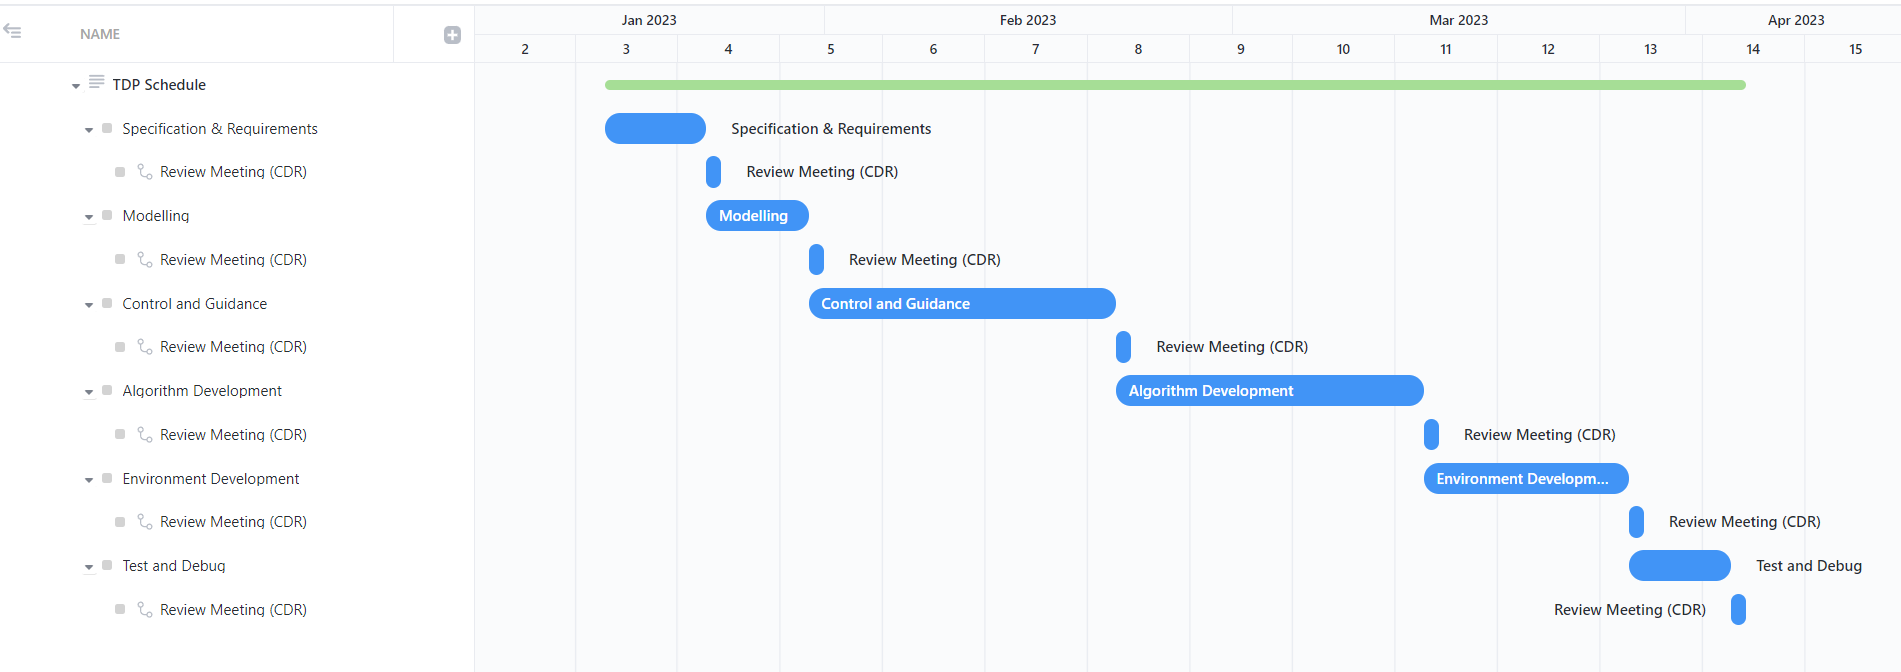 NAME
Jan 2023 Feb 2023 Mar 2023 Apr 2023
2 3 4 5 6 7 8 9 10 11 12 13 14 15
TDP Schedule
Specification & Requirements Specification & Requirements
Review Meeting (CDR) Review Meeting (CDR)
Modelling Modelling
Review Meeting (CDR) Review Meeting (CDR)
Control and Guidance Control and Guidance
Review Meeting (CDR) Review Meeting (CDR)
Algorithm Development Algorithm Development
Review Meeting (CDR) Review Meeting (CDR)
Environment Development Environment Developm...
Review Meeting (CDR) Review Meeting (CDR)
Test and Debug Test and Debug
Review Meeting (CDR) Review Meeting (CDR)